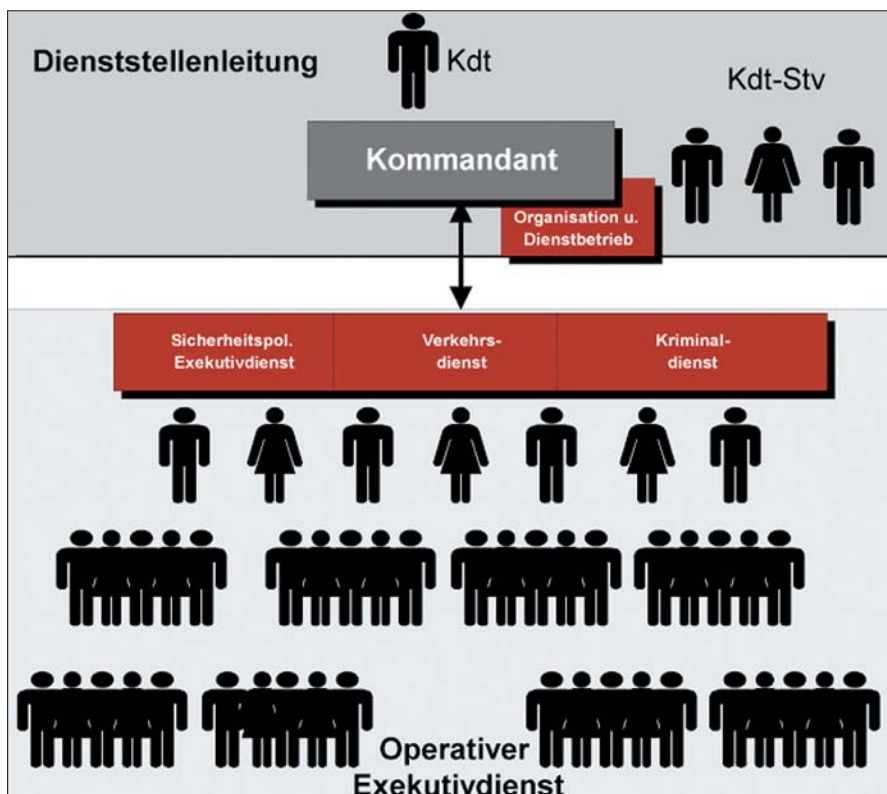 Dienststellenleitung
Kdt
Kdt-Stv
Kommandant
Organisation u.
Dienstbetrieb
Sicherheitspol.
Exekutivdienst
Verkehrs-
dienst
Kriminal-
dienst
Operativer
Exekutivdienst